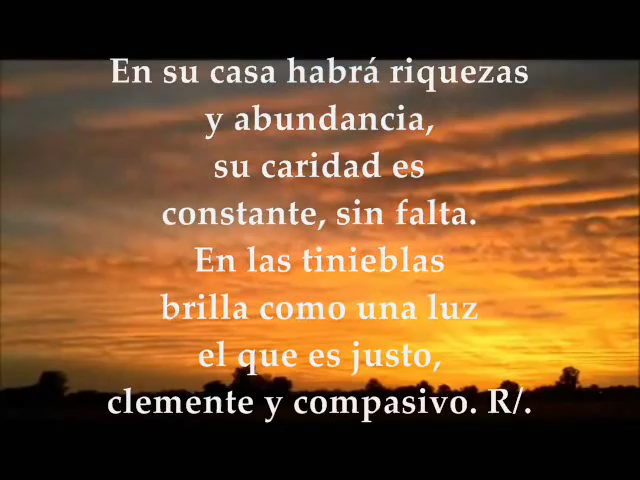 En su casa habrá riquezas
y abundancia,
su caridad es
constante, sin falta.
En las tinieblas
brilla como una luz
el que es justo,
clemente y compasivo. R/.